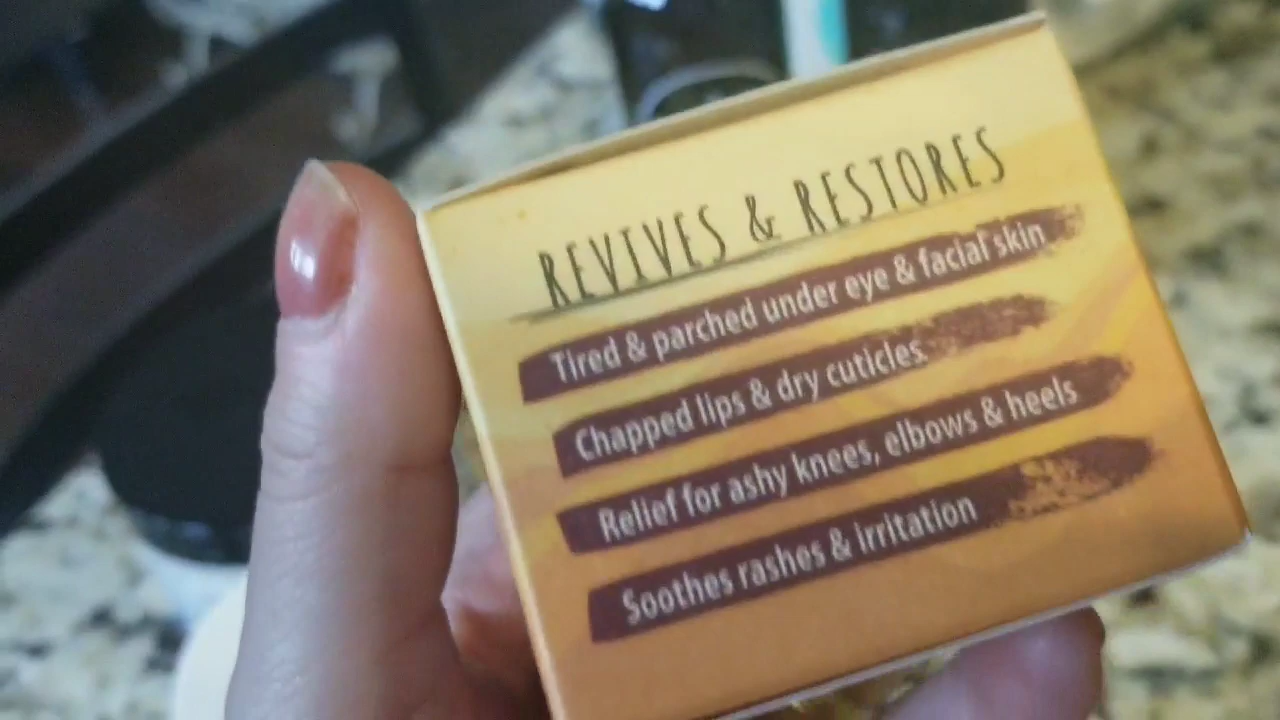 REVIVES & RESTORES
Tired & parched under eye & facial skin
Chapped lips & dry cuticles
Relief for ashy knees, elbows & heels
Soothes rashes & irritation